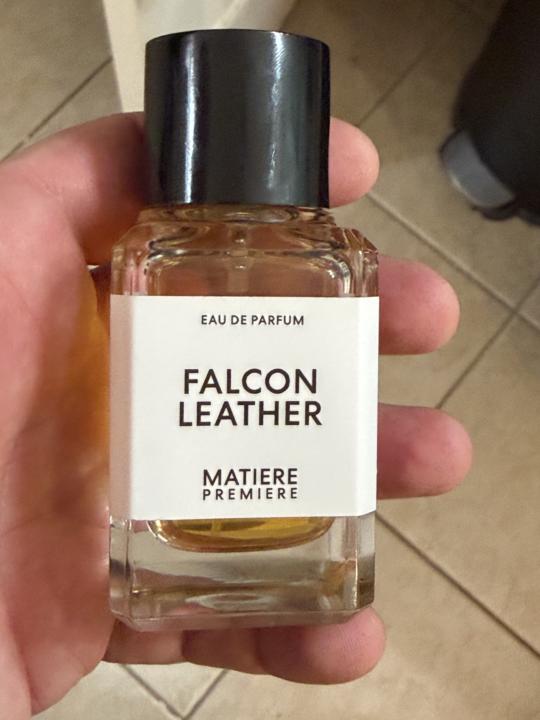 EAU DE PARFUM
FALCON
LEATHER
MATIERE
PREMIERE